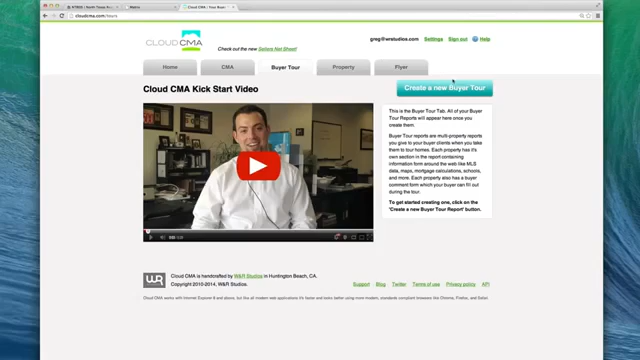 Cloud CMA | Tour Repo
cloudcma.com/tours
CLOUDCMA
Check out the new Sellers Net Sheet!
greg@wrstudios.com Settings Sign out Help
Home CMA Buyer Tour Property Flyer
Cloud CMA Kick Start Video
Create a new Buyer Tour
This is the Buyer Tour Tab. All of your Buyer
Tour Reports will appear here once you
create them.
Buyer Tour reports are multi-property reports
you give to your buyer clients when you take
them to tour homes. Each property has it's
own section in the report containing
information from around the web like MLS
data, maps, mortgage calculations, schools,
and more. Each property also has a buyer
comment form which your buyer can fill out
during the tour.
To get started creating one, click on the
'Create a new Buyer Tour Report' button.
W+R
Cloud CMA is handcrafted by W&R Studios in Huntington Beach, CA.
Copyright 2010-2014, W&R Studios.
Support Blog Twitter Terms of use Privacy policy API